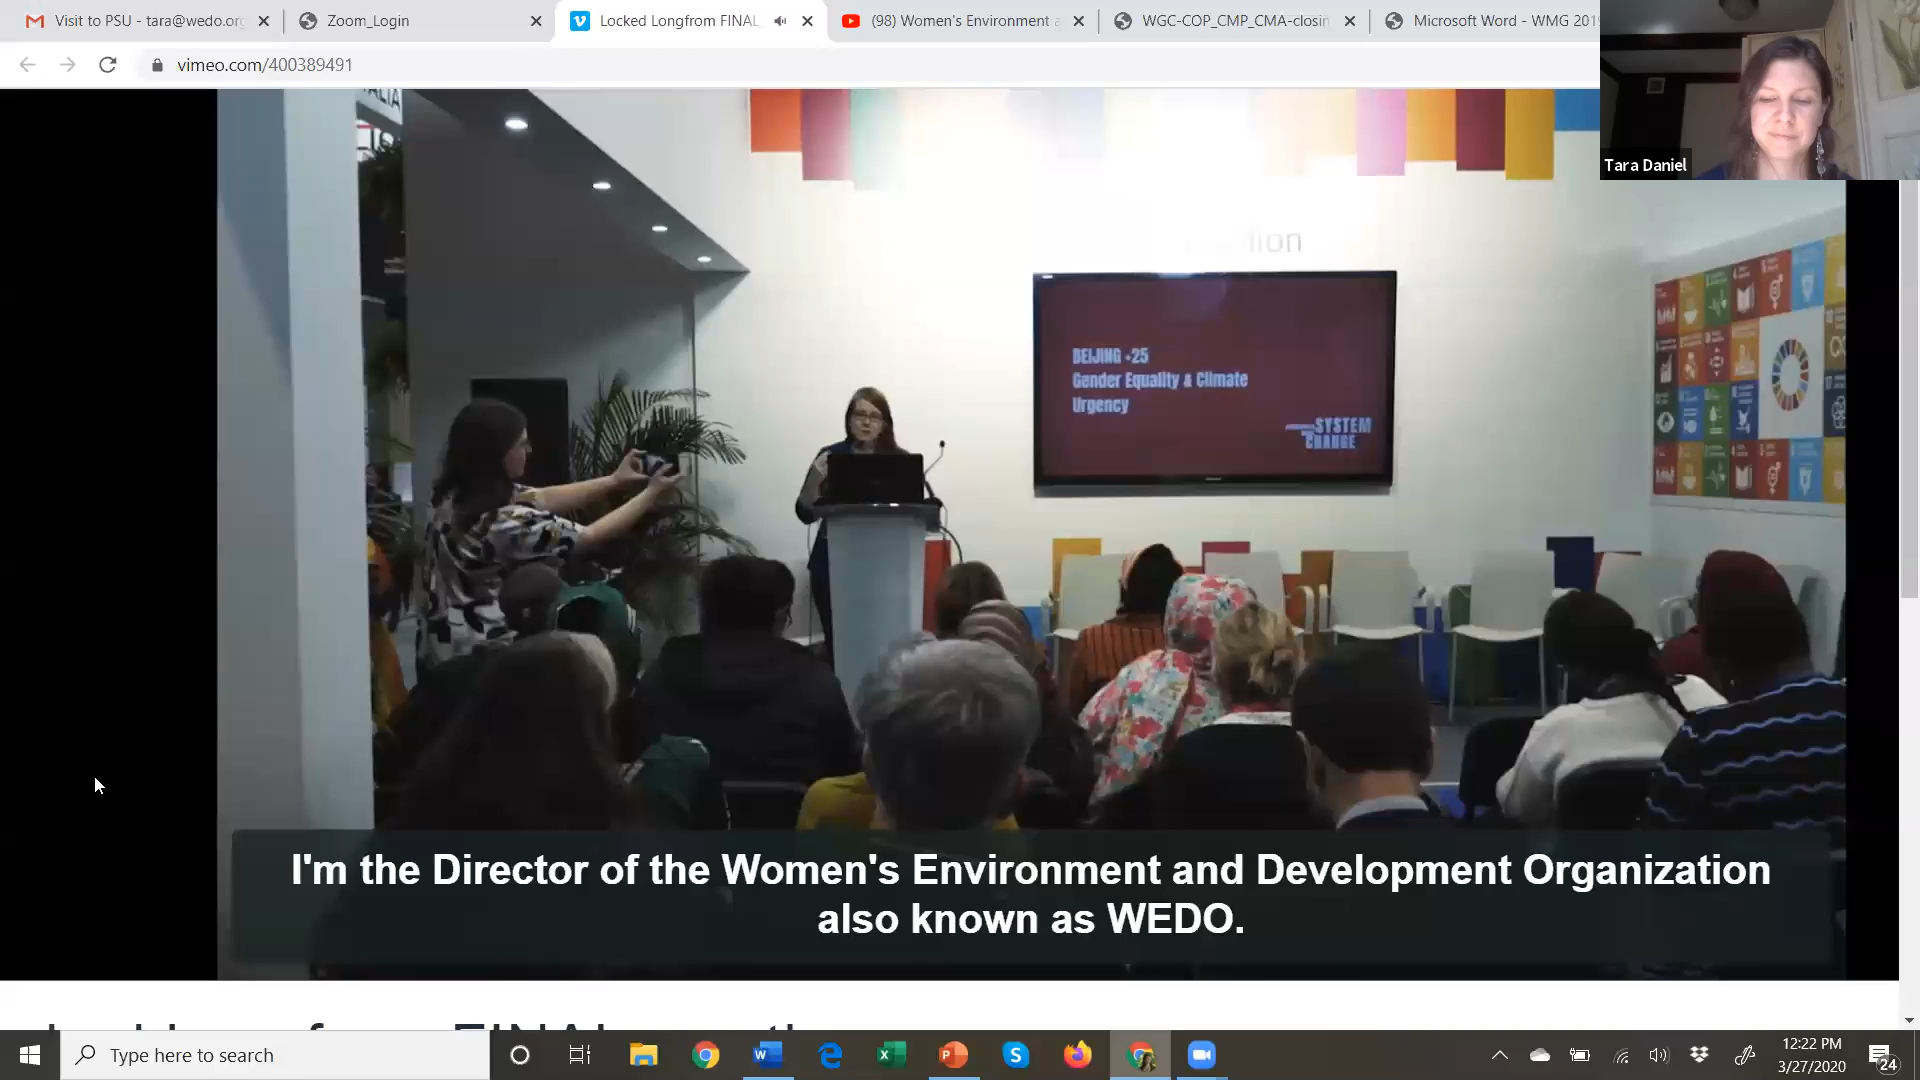 Visit to PSU - tara@wedo.org
Zoom_Login
Locked Longfrom FINAL_
(98) Women's Environment a
WGC-COP_CMP_CMA-closin
Microsoft Word - WMG 2019
vimeo.com/400389491
Tara Daniel
BEIJING +25
Gender Equality & Climate
Urgency
SYSTEM
CHANGE
I'm the Director of the Women's Environment and Development Organization
also known as WEDO.
Type here to search
12:22 PM
3/27/2020
24